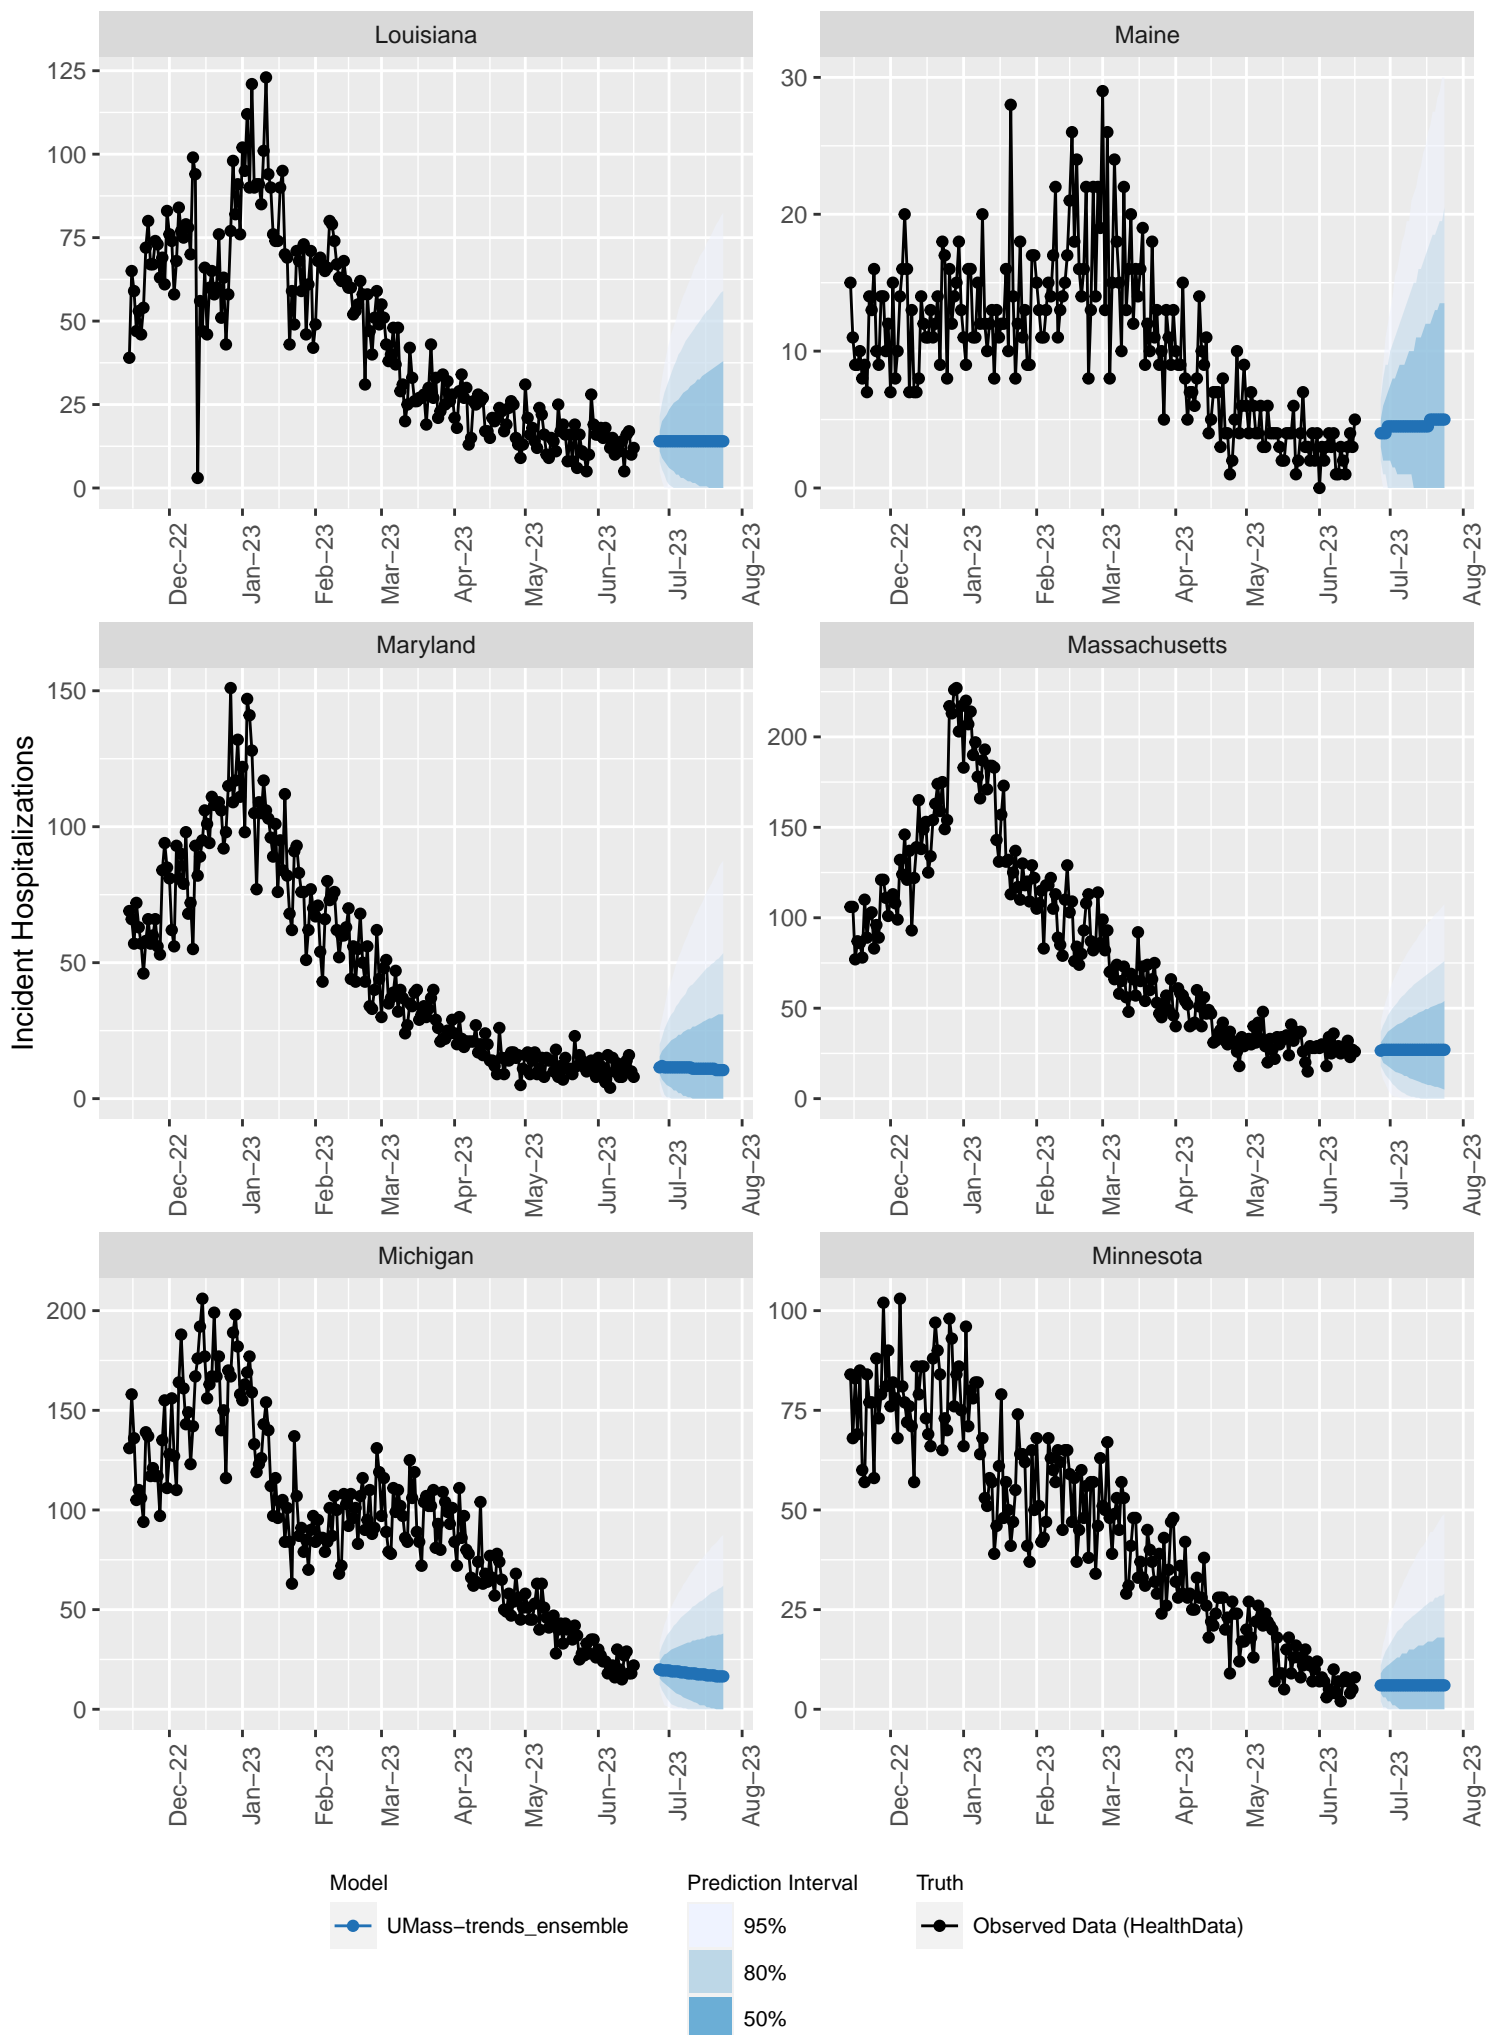 Louisiana
Maine
125
100
75
50
25
0
30
20
10
0
Dec−22
Jan−23
Feb−23
Mar−23
Apr−23
May−23
Jun−23
Jul−23
Aug−23
Dec−22
Jan−23
Feb−23
Mar−23
Apr−23
May−23
Jun−23
Jul−23
Aug−23
Incident Hospitalizations
Maryland
Massachusetts
150
100
50
0
200
150
100
50
0
Dec−22
Jan−23
Feb−23
Mar−23
Apr−23
May−23
Jun−23
Jul−23
Aug−23
Dec−22
Jan−23
Feb−23
Mar−23
Apr−23
May−23
Jun−23
Jul−23
Aug−23
Michigan
Minnesota
200
150
100
50
0
100
75
50
25
0
Dec−22
Jan−23
Feb−23
Mar−23
Apr−23
May−23
Jun−23
Jul−23
Aug−23
Dec−22
Jan−23
Feb−23
Mar−23
Apr−23
May−23
Jun−23
Jul−23
Aug−23
Model
UMass−trends_ensemble
Prediction Interval
95%
80%
50%
Truth
Observed Data (HealthData)